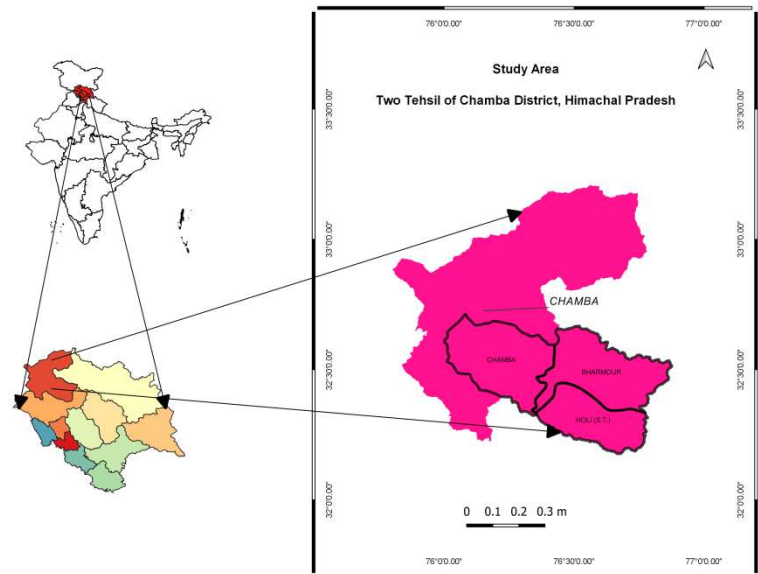 76°0'0.00" 76°30'0.00" 77°0'0.00"
Study Area
Two Tehsil of Chamba District, Himachal Pradesh
33°30'0.00" 33°30'0.00"
33°0'0.00" 33°0'0.00"
CHAMBA
CHAMBA
BHARMOUR
32°30'0.00" 32°30'0.00"
HOLI (S.T.)
32°0'0.00" 32°0'0.00"
0 0.1 0.2 0.3 m
76°0'0.00" 76°30'0.00" 77°0'0.00"